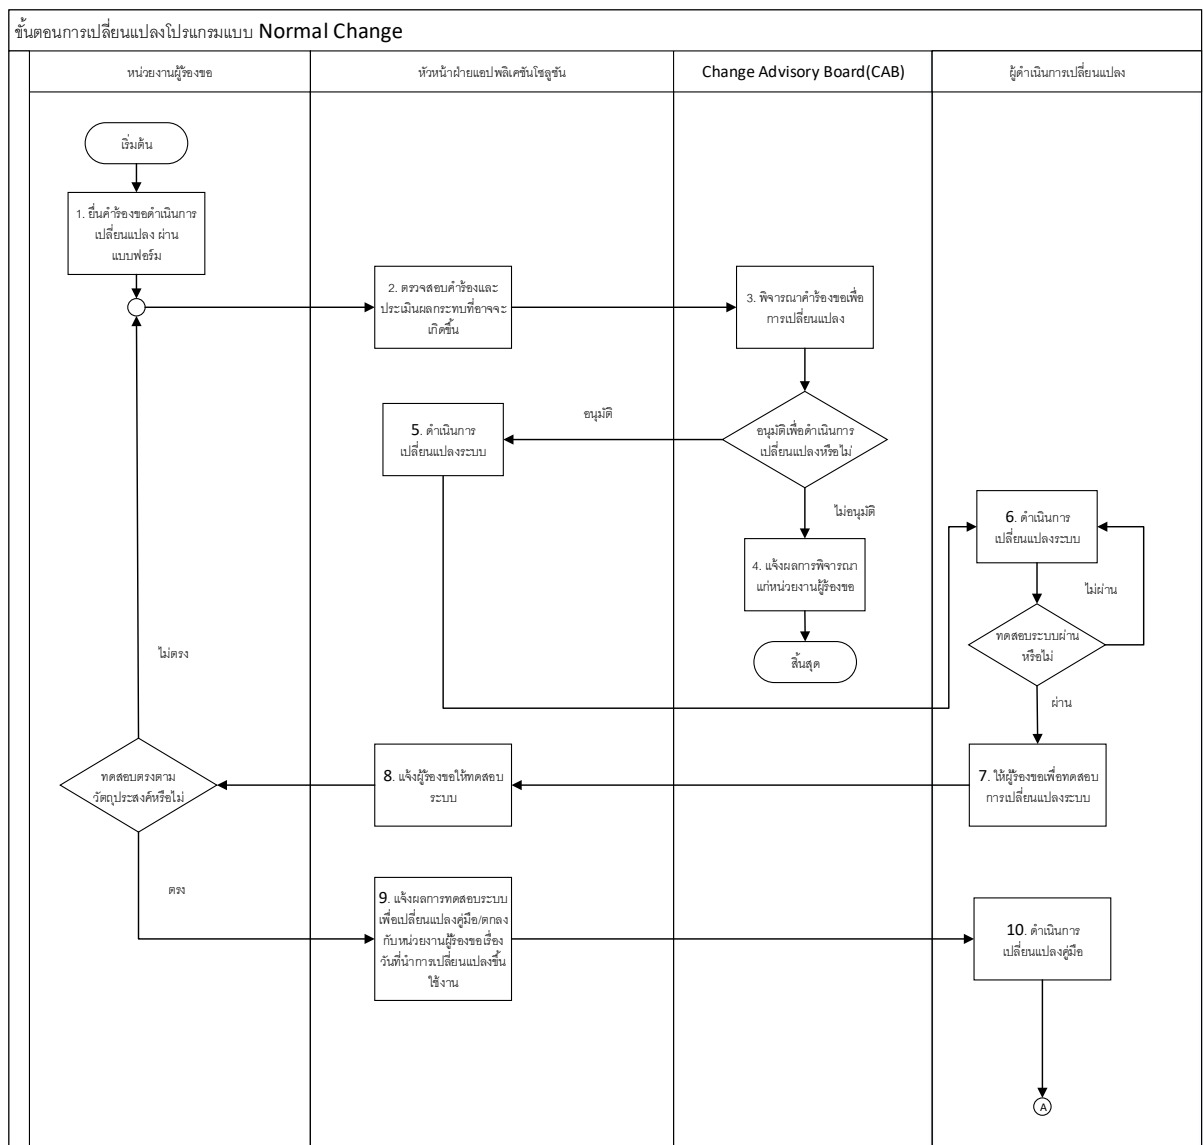 ขั้นตอนการเปลี่ยนแปลงโปรแกรมแบบ Normal Change
หน่วยงานผู้ร้องขอ
หัวหน้าฝ่ายแอปพลิเคชันโซลูชัน
Change Advisory Board(CAB)
ผู้ดำเนินการเปลี่ยนแปลง
เริ่มต้น
1. ยื่นคำร้องขอดำเนินการ
เปลี่ยนแปลง ผ่าน
แบบฟอร์ม
2. ตรวจสอบคำร้องและ
ประเมินผลกระทบที่อาจจะ
เกิดขึ้น
3. พิจารณาคำร้องขอเพื่อ
การเปลี่ยนแปลง
อนุมัติเพื่อดำเนินการ
เปลี่ยนแปลงหรือไม่
อนุมัติ
5. ดำเนินการ
เปลี่ยนแปลงระบบ
ไม่อนุมัติ
4. แจ้งผลการพิจารณา
แก่หน่วยงานผู้ร้องขอ
สิ้นสุด
6. ดำเนินการ
เปลี่ยนแปลงระบบ
ไม่ผ่าน
ทดสอบระบบผ่าน
หรือไม่
ผ่าน
7. ให้ผู้ร้องขอเพื่อทดสอบ
การเปลี่ยนแปลงระบบ
8. แจ้งผู้ร้องขอให้ทดสอบ
ระบบ
ไม่ตรง
ทดสอบตรงตาม
วัตถุประสงค์หรือไม่
ตรง
9. แจ้งผลการทดสอบระบบ
เพื่อเปลี่ยนแปลงคู่มือ/ตกลง
กับหน่วยงานผู้ร้องขอเรื่อง
วันที่นำการเปลี่ยนแปลงขึ้น
ใช้งาน
10. ดำเนินการ
เปลี่ยนแปลงคู่มือ
A